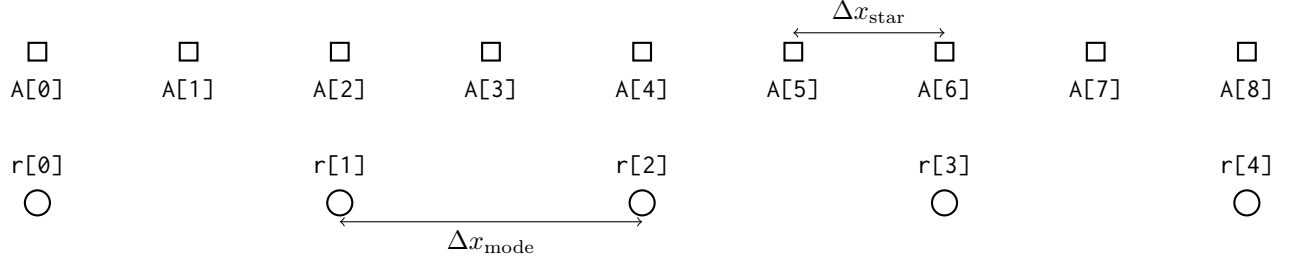 Δx_star
A[0] A[1] A[2] A[3] A[4] A[5] A[6] A[7] A[8]
r[0] r[1] r[2] r[3] r[4]
Δx_mode